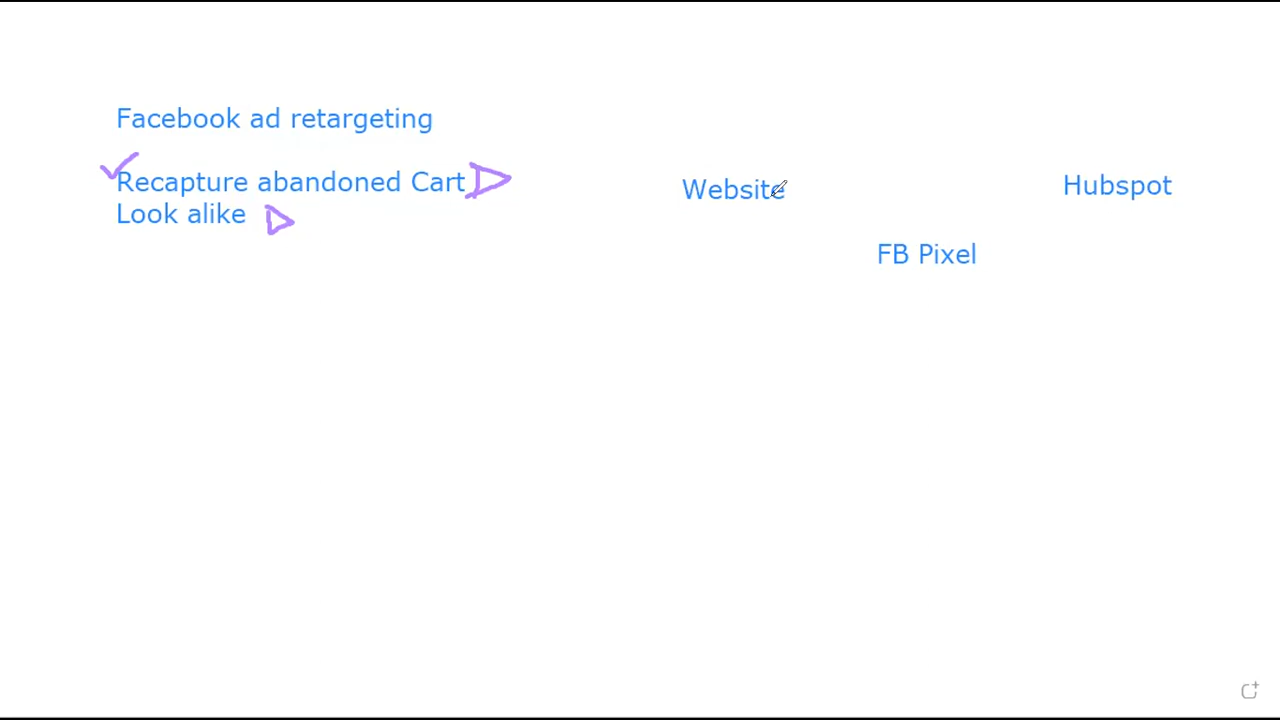 Facebook ad retargeting
Recapture abandoned Cart
Look alike
Website
Hubspot
FB Pixel